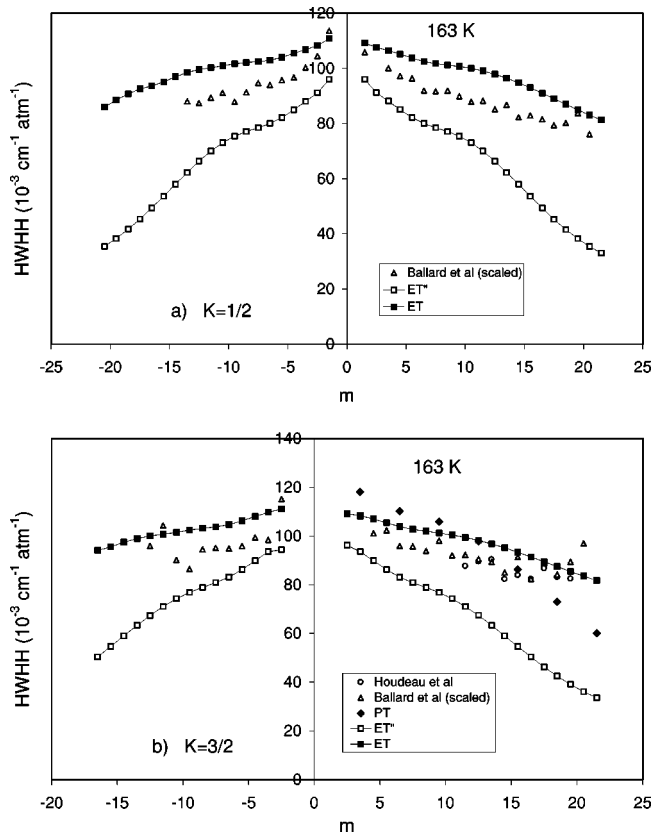 120
163 K
100
80
60
40
20
0
HWHH (10⁻³ cm⁻¹ atm⁻¹)
Ballard et al (scaled)
ET"
ET
a) K=1/2
-25 -20 -15 -10 -5 0 5 10 15 20 25
m
140
163 K
120
100
80
60
40
20
0
HWHH (10⁻³ cm⁻¹ atm⁻¹)
Houdeau et al
Ballard et al (scaled)
PT
ET"
ET
b) K=3/2
-20 -15 -10 -5 0 5 10 15 20 25
m